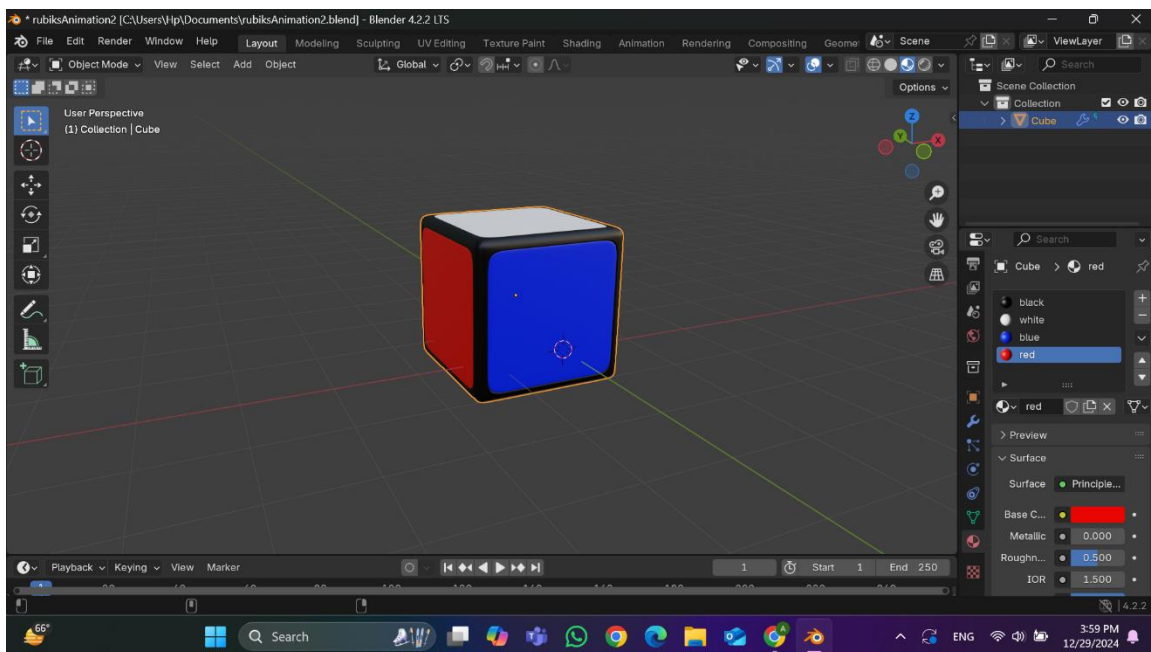 * rubiksAnimation2 [C:\Users\Hp\Documents\rubiksAnimation2.blend] - Blender 4.2.2 LTS
File Edit Render Window Help Layout Modeling Sculpting UV Editing Texture Paint Shading Animation Rendering Compositing Geome Scene ViewLayer
Object Mode View Select Add Object Global Search
Options
Scene Collection
Collection
Cube
User Perspective
(1) Collection | Cube
Z
Y
X
Search
Cube > red
black
white
blue
red
red
Preview
Surface
Surface Principle...
Base C...
Metallic 0.000
Roughn... 0.500
IOR 1.500
Playback Keying View Marker 1 Start 1 End 250
1
4.2.2
66°
Search
ENG
3:59 PM
12/29/2024